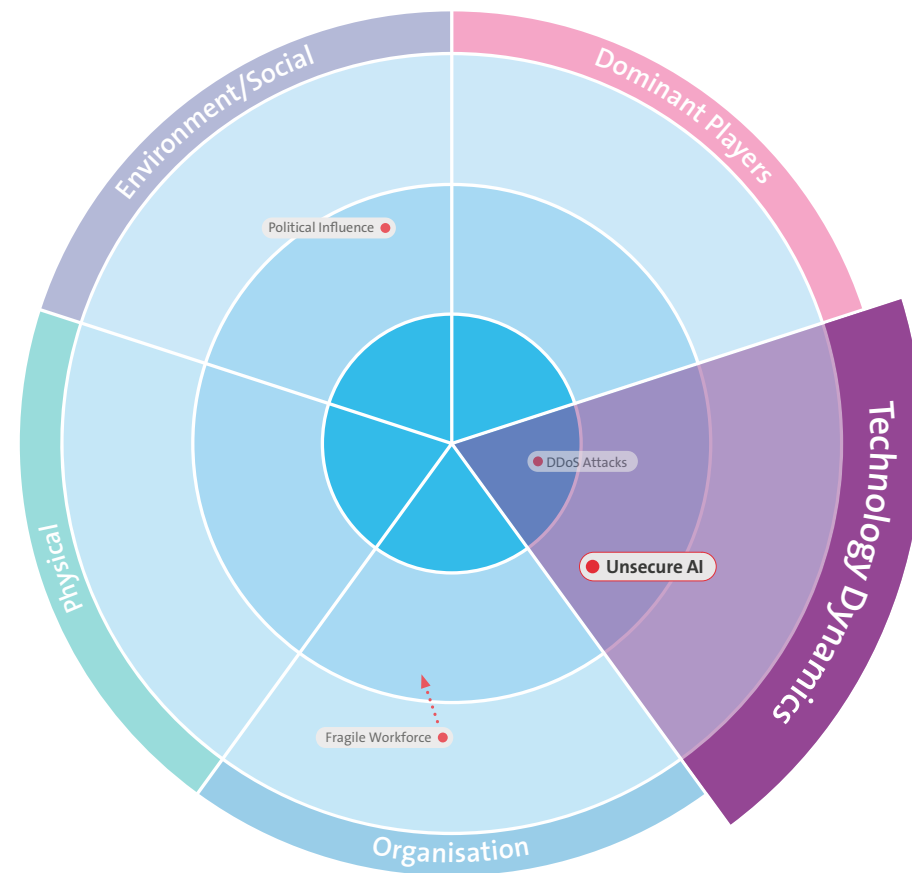 Environment/Social
Dominant Players
Political Influence
Technology Dynamics
DDoS Attacks
Unsecure AI
Physical
Fragile Workforce
Organisation